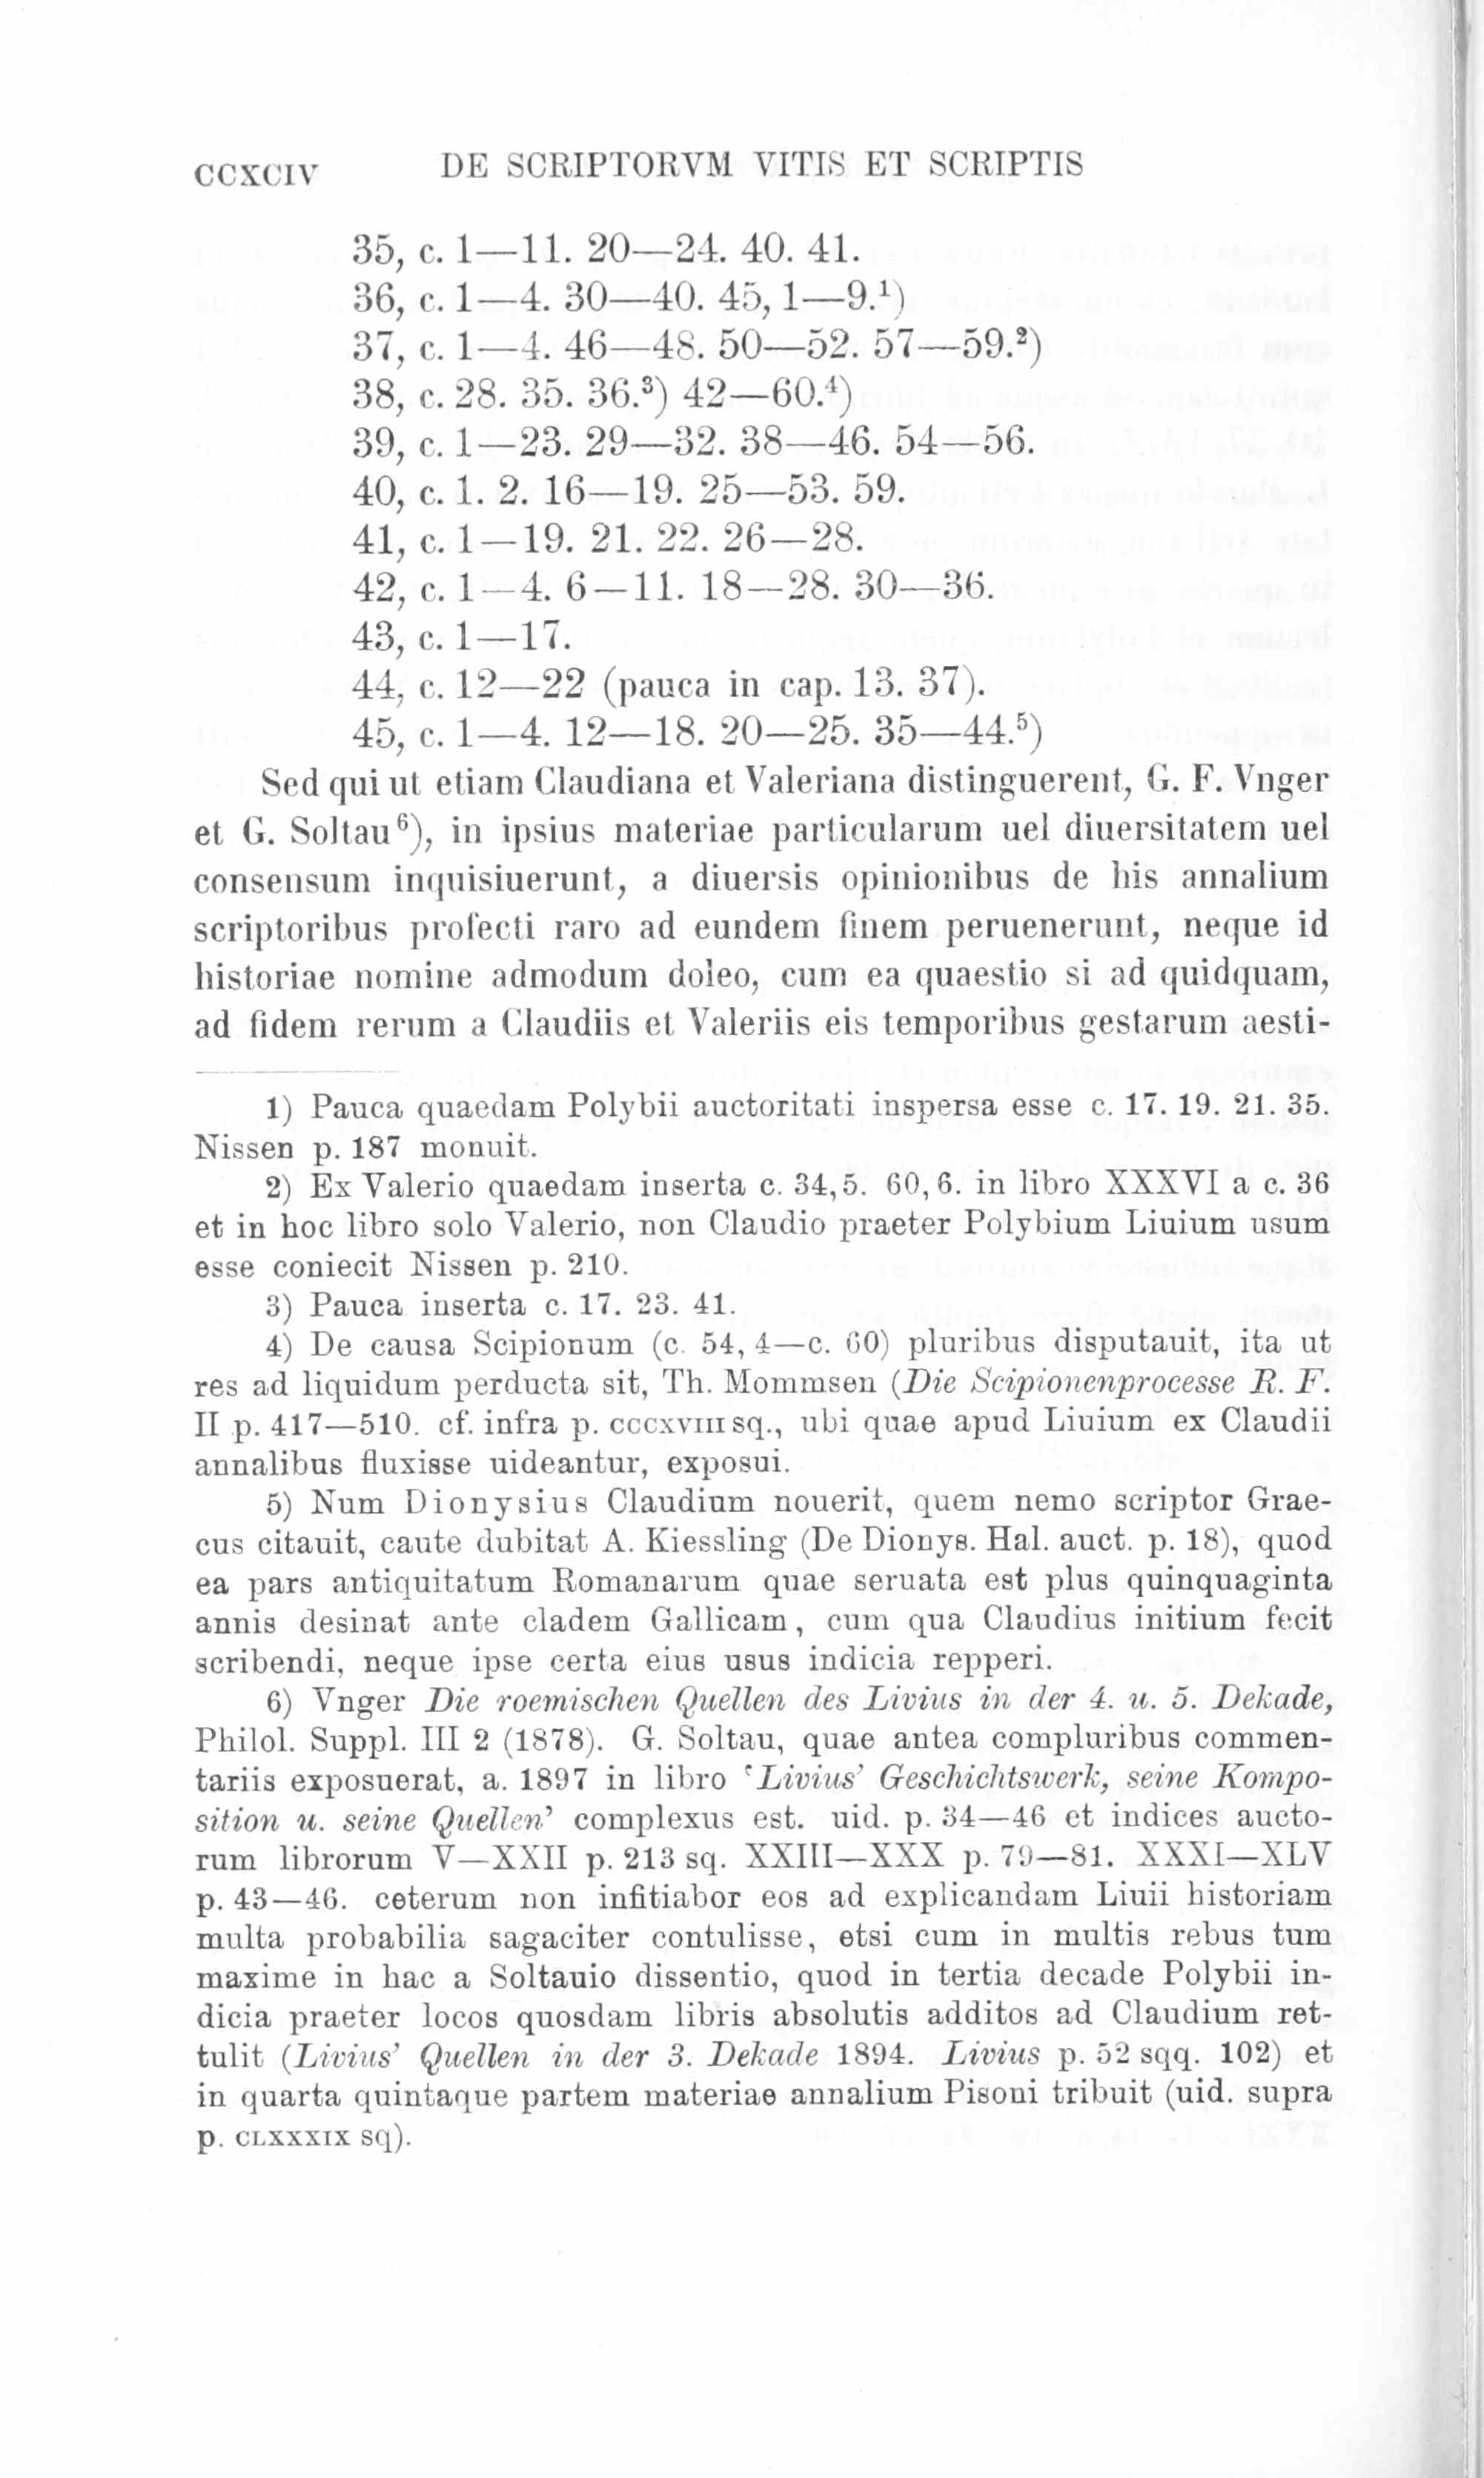 CCXCIV DE SCRIPTORVM VITIS ET SCRIPTIS
35, c. 1—11. 20—24. 40. 41.
36, c. 1—4. 30—40. 45, 1—9.¹)
37, c. 1—4. 46—48. 50—52. 57—59.²)
38, c. 28. 35. 36.³) 42—60.⁴)
39, c. 1—23. 29—32. 38—46. 54—56.
40, c. 1. 2. 16—19. 25—53. 59.
41, c. 1—19. 21. 22. 26—28.
42, c. 1—4. 6—11. 18—28. 30—36.
43, c. 1—17.
44, c. 12—22 (pauca in cap. 13. 37).
45, c. 1—4. 12—18. 20—25. 35—44.⁵)
Sed qui ut etiam Claudiana et Valeriana distinguerent, G. F. Vnger
et G. Soltau⁶), in ipsius materiae particularum uel diuersitatem uel
consensum inquisiuerunt, a diuersis opinionibus de his annalium
scriptoribus profecti raro ad eundem finem peruenerunt, neque id
historiae nomine admodum doleo, cum ea quaestio si ad quidquam,
ad fidem rerum a Claudiis et Valeriis eis temporibus gestarum aesti-
1) Pauca quaedam Polybii auctoritati inspersa esse c. 17. 19. 21. 35.
Nissen p. 187 monuit.
2) Ex Valerio quaedam inserta c. 34,5. 60,6. in libro XXXVI a c. 36
et in hoc libro solo Valerio, non Claudio praeter Polybium Liuium usum
esse coniecit Nissen p. 210.
3) Pauca inserta c. 17. 23. 41.
4) De causa Scipionum (c. 54, 4—c. 60) pluribus disputauit, ita ut
res ad liquidum perducta sit, Th. Mommsen (Die Scipionenprocesse R. F.
II p. 417—510. cf. infra p. CCCXVIII sq., ubi quae apud Liuium ex Claudii
annalibus fluxisse uideantur, exposui.
5) Num Dionysius Claudium nouerit, quem nemo scriptor Grae-
cus citauit, caute dubitat A. Kiessling (De Dionys. Hal. auct. p. 18), quod
ea pars antiquitatum Romanarum quae seruata est plus quinquaginta
annis desinat ante cladem Gallicam, cum qua Claudius initium fecit
scribendi, neque ipse certa eius usus indicia repperi.
6) Vnger Die roemischen Quellen des Livius in der 4. u. 5. Dekade,
Philol. Suppl. III 2 (1878). G. Soltau, quae antea compluribus commen-
tariis exposuerat, a. 1897 in libro ‘Livius’ Geschichtswerk, seine Kompo-
sition u. seine Quellen’ complexus est. uid. p. 34—46 et indices aucto-
rum librorum V—XXII p. 213 sq. XXIII—XXX p. 79—81. XXXI—XLV
p. 43—46. ceterum non infitiabor eos ad explicandam Liuii historiam
multa probabilia sagaciter contulisse, etsi cum in multis rebus tum
maxime in hac a Soltauio dissentio, quod in tertia decade Polybii in-
dicia praeter locos quosdam libris absolutis additos ad Claudium ret-
tulit (Livius’ Quellen in der 3. Dekade 1894. Livius p. 52 sqq. 102) et
in quarta quintaque partem materiae annalium Pisoni tribuit (uid. supra
p. CLXXXIX sq).